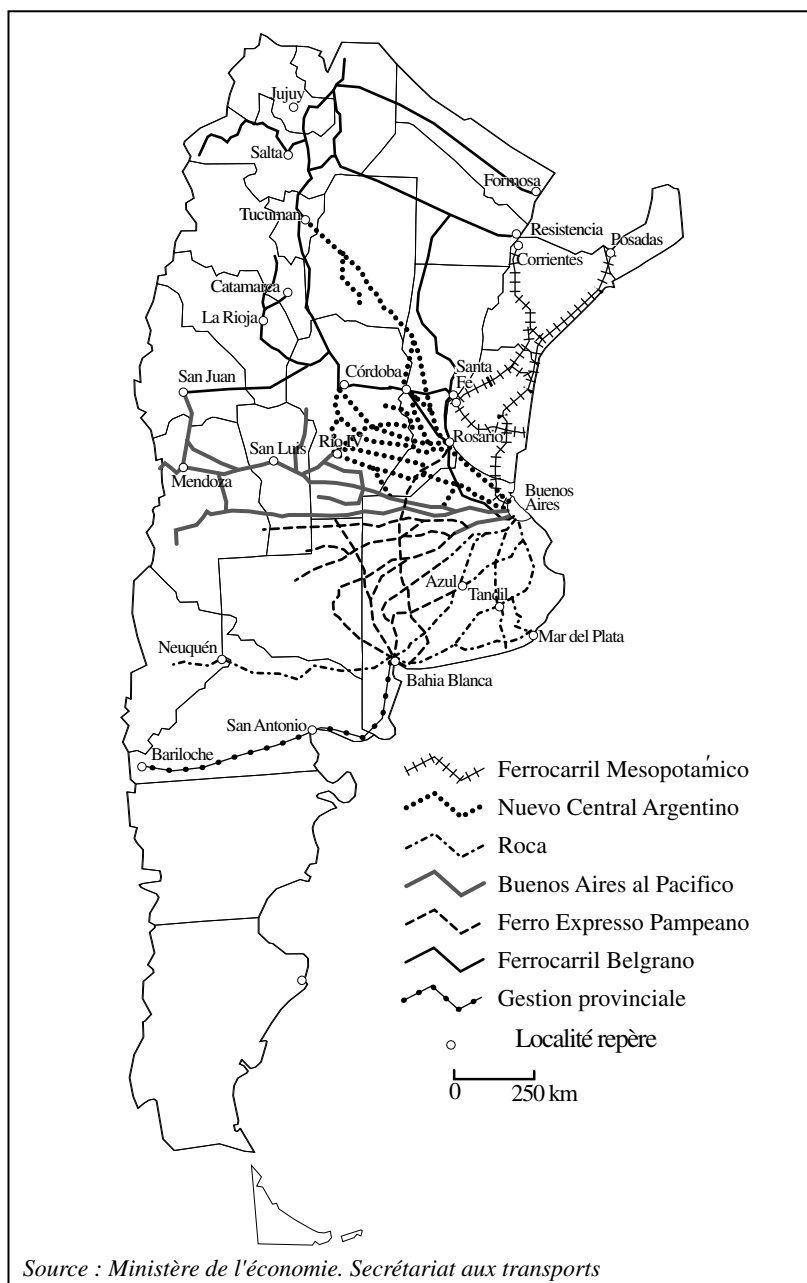 Jujuy
Salta
Formosa
Tucuman
Resistencia
Posadas
Corrientes
Catamarca
La Rioja
San Juan
Córdoba
Santa
Fe
San Luis
Río IV
Rosario
Mendoza
Buenos
Aires
Azul
Tandil
Mar del Plata
Neuquén
Bahia Blanca
San Antonio
Bariloche
Ferrocarril Mesopotámico
Nuevo Central Argentino
Roca
Buenos Aires al Pacifico
Ferro Expresso Pampeano
Ferrocarril Belgrano
Gestion provinciale
Localité repère
0 250 km
Source : Ministère de l'économie. Secrétariat aux transports